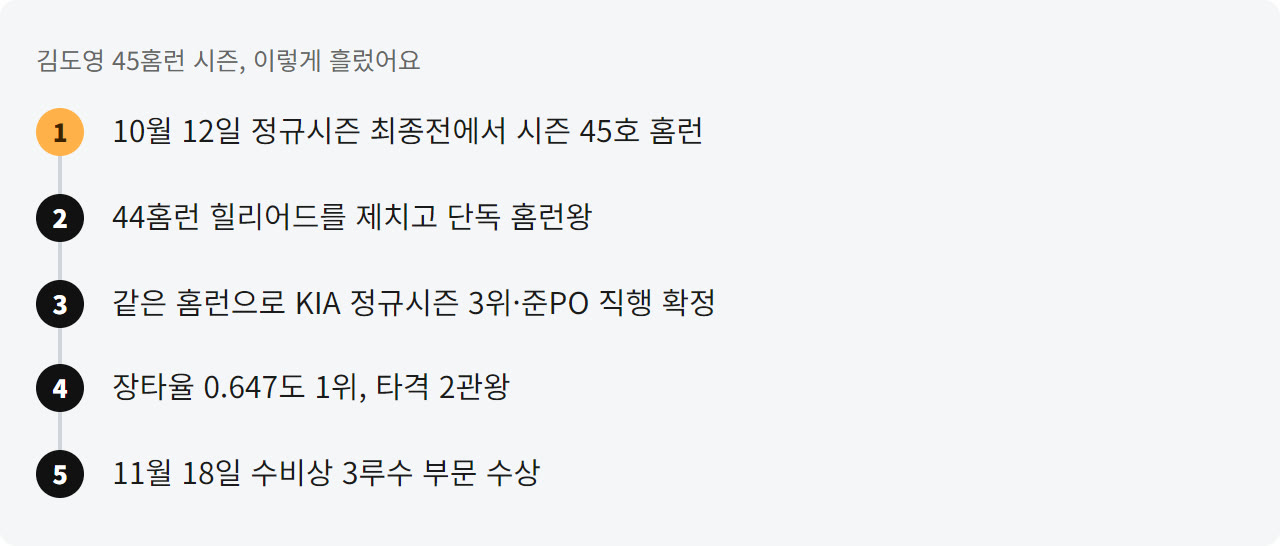 김도영 45홈런 시즌, 이렇게 흘렀어요
1 10월 12일 정규시즌 최종전에서 시즌 45호 홈런
2 44홈런 힐리어드를 제치고 단독 홈런왕
3 같은 홈런으로 KIA 정규시즌 3위·준PO 직행 확정
4 장타율 0.647도 1위, 타격 2관왕
5 11월 18일 수비상 3루수 부문 수상